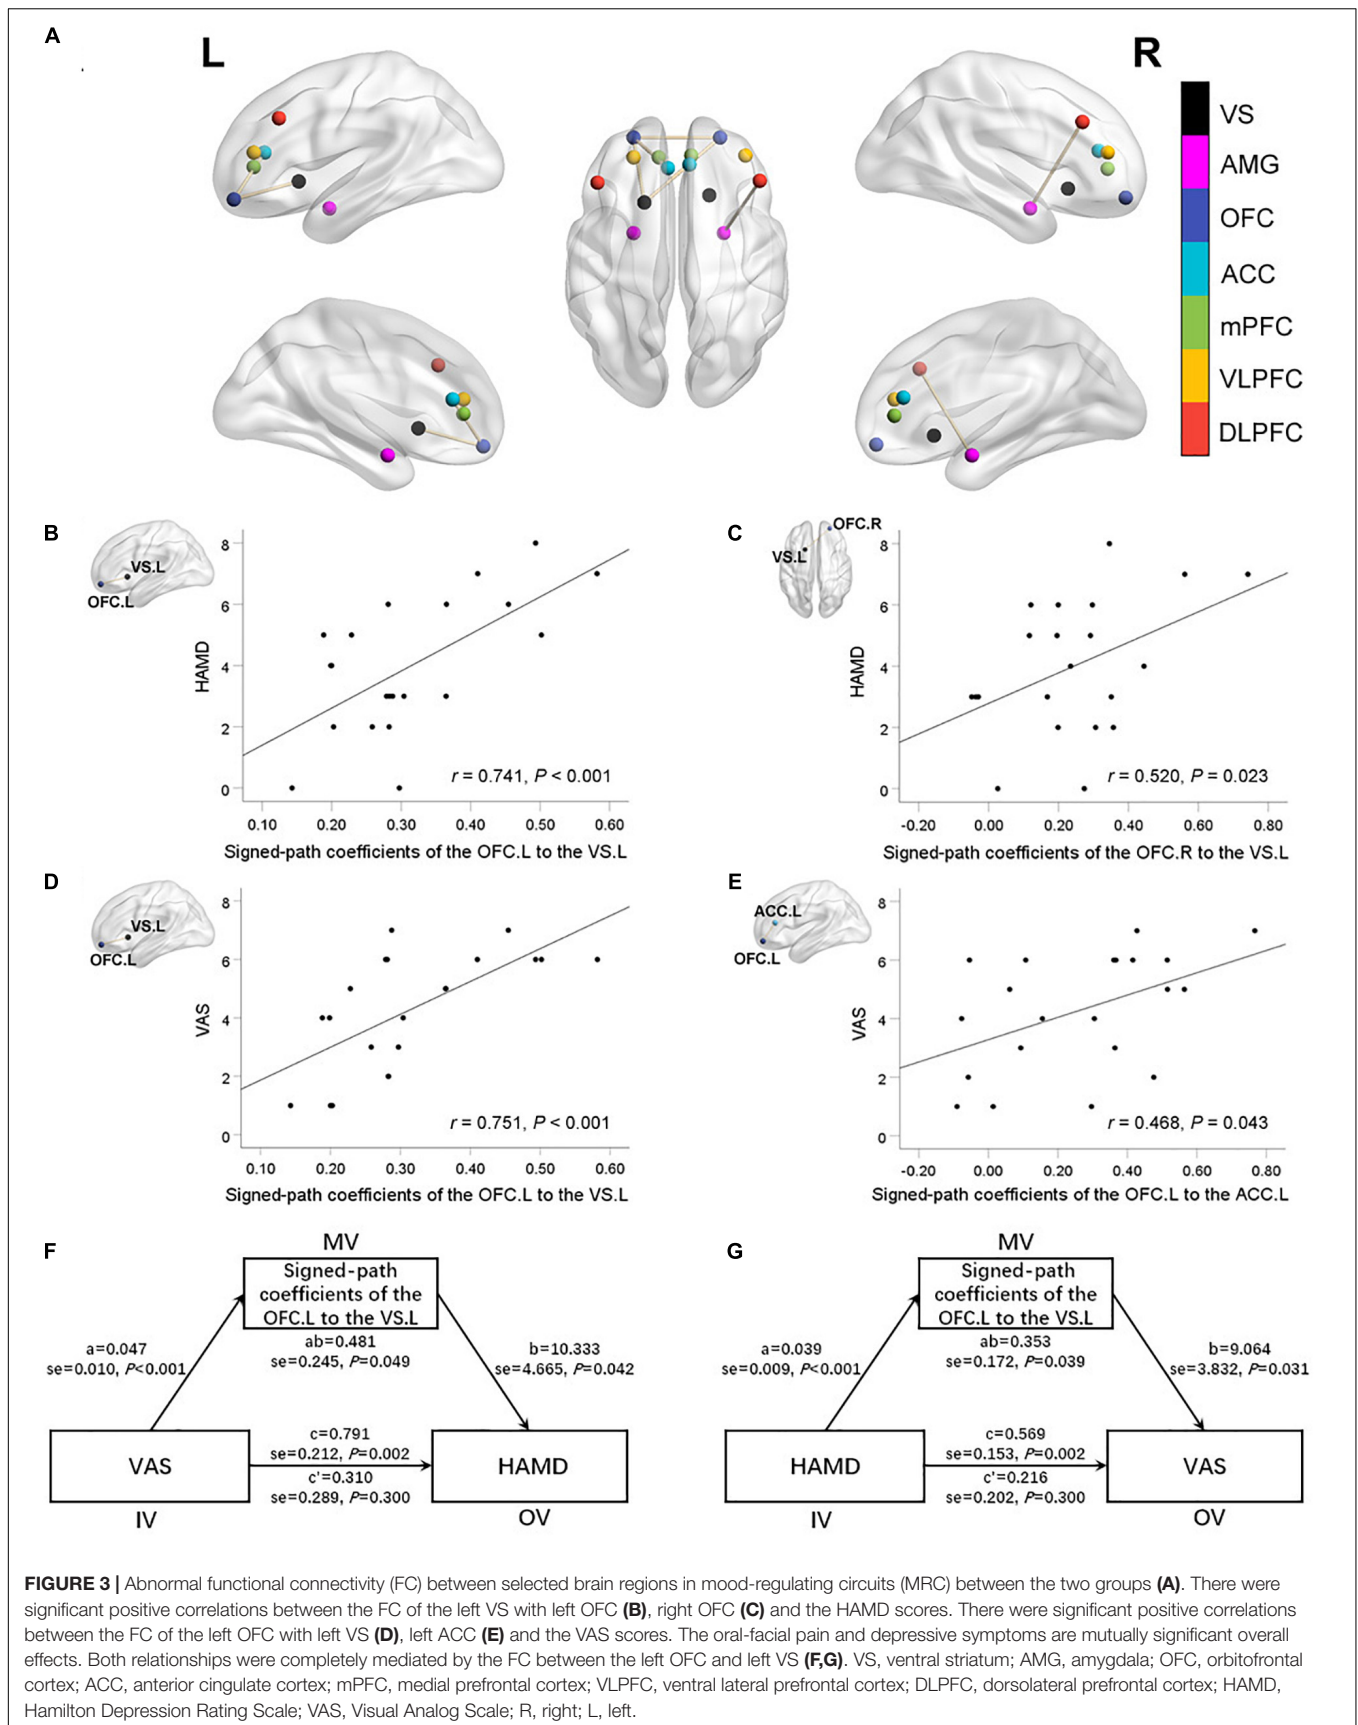 A
L
R
VS
AMG
OFC
ACC
mPFC
VLPFC
DLPFC
B
VS.L
OFC.L
HAMD
8
6
4
2
0
r = 0.741, P < 0.001
0.10 0.20 0.30 0.40 0.50 0.60
Signed-path coefficients of the OFC.L to the VS.L
C
OFC.R
VS.L
HAMD
8
6
4
2
0
r = 0.520, P = 0.023
-0.20 0.00 0.20 0.40 0.60 0.80
Signed-path coefficients of the OFC.R to the VS.L
D
VS.L
OFC.L
VAS
8
6
4
2
0
r = 0.751, P < 0.001
0.10 0.20 0.30 0.40 0.50 0.60
Signed-path coefficients of the OFC.L to the VS.L
E
ACC.L
OFC.L
VAS
8
6
4
2
0
r = 0.468, P = 0.043
-0.20 0.00 0.20 0.40 0.60 0.80
Signed-path coefficients of the OFC.L to the ACC.L
F
MV
Signed-path
coefficients of the
OFC.L to the VS.L
a=0.047
se=0.010, P<0.001
ab=0.481
se=0.245, P=0.049
b=10.333
se=4.665, P=0.042
VAS
c=0.791
se=0.212, P=0.002
c'=0.310
se=0.289, P=0.300
HAMD
IV
OV
G
MV
Signed-path
coefficients of the
OFC.L to the VS.L
a=0.039
se=0.009, P<0.001
ab=0.353
se=0.172, P=0.039
b=9.064
se=3.832, P=0.031
HAMD
c=0.569
se=0.153, P=0.002
c'=0.216
se=0.202, P=0.300
VAS
IV
OV
FIGURE 3 | Abnormal functional connectivity (FC) between selected brain regions in mood-regulating circuits (MRC) between the two groups (A). There were
significant positive correlations between the FC of the left VS with left OFC (B), right OFC (C) and the HAMD scores. There were significant positive correlations
between the FC of the left OFC with left VS (D), left ACC (E) and the VAS scores. The oral-facial pain and depressive symptoms are mutually significant overall
effects. Both relationships were completely mediated by the FC between the left OFC and left VS (F,G). VS, ventral striatum; AMG, amygdala; OFC, orbitofrontal
cortex; ACC, anterior cingulate cortex; mPFC, medial prefrontal cortex; VLPFC, ventral lateral prefrontal cortex; DLPFC, dorsolateral prefrontal cortex; HAMD,
Hamilton Depression Rating Scale; VAS, Visual Analog Scale; R, right; L, left.